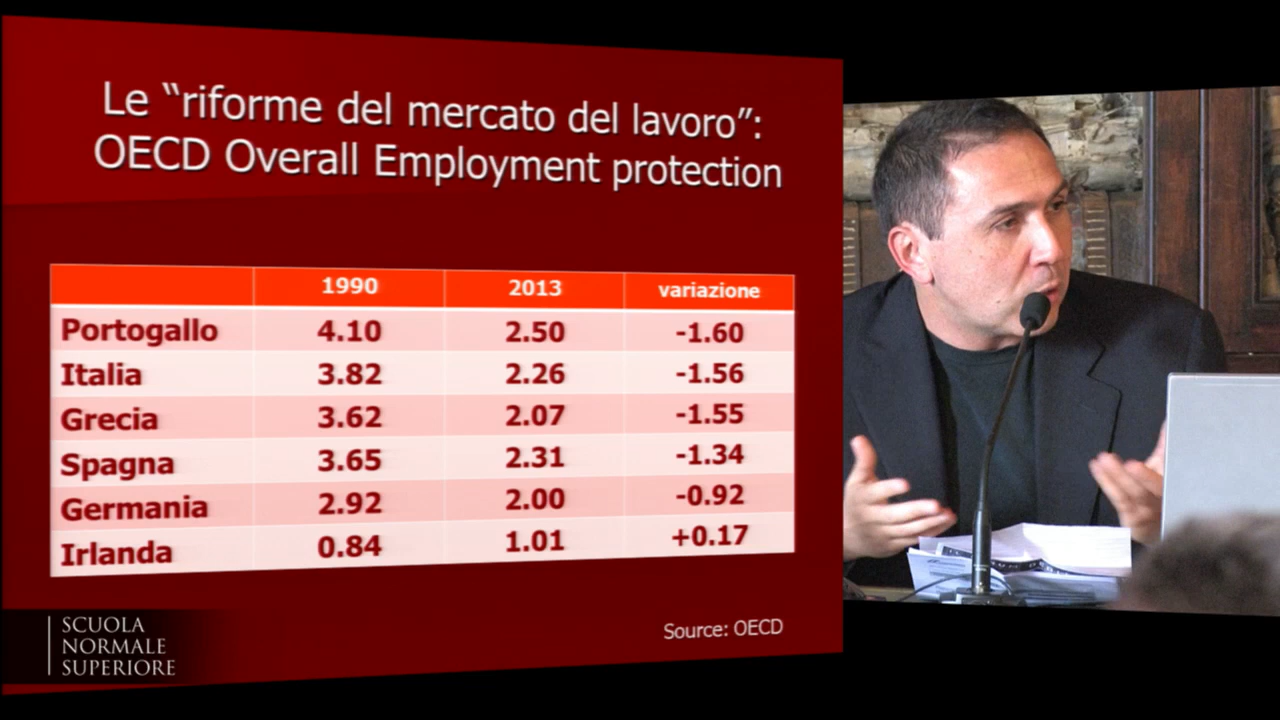 Le “riforme del mercato del lavoro”:
OECD Overall Employment protection
1990 2013 variazione
Portogallo 4.10 2.50 -1.60
Italia 3.82 2.26 -1.56
Grecia 3.62 2.07 -1.55
Spagna 3.65 2.31 -1.34
Germania 2.92 2.00 -0.92
Irlanda 0.84 1.01 +0.17
Source: OECD
SCUOLA
NORMALE
SUPERIORE